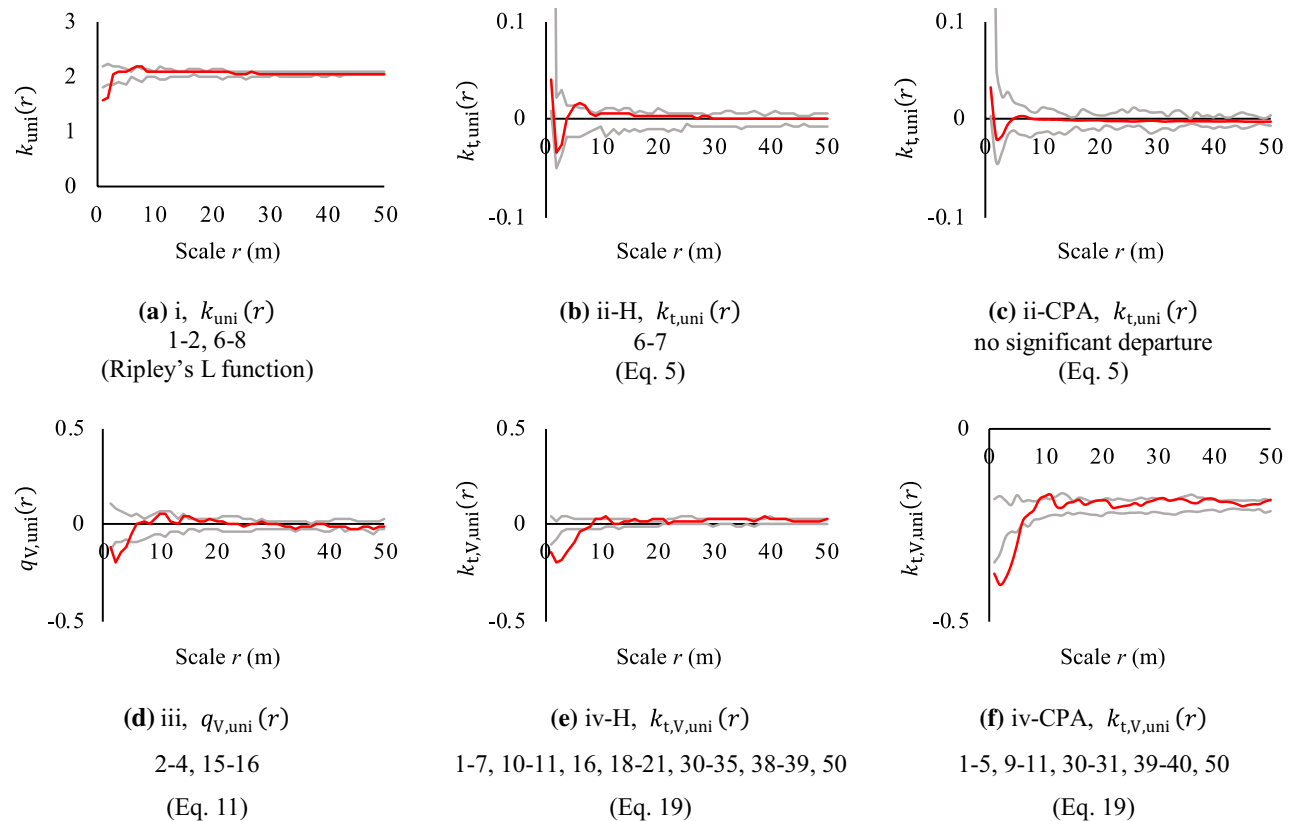 3
2
1
0
0 10 20 30 40 50
k_uni(r)
Scale r (m)
(a) i, k_uni(r)
1-2, 6-8
(Ripley's L function)
0.1
0
-0.1
0 10 20 30 40 50
k_t,uni(r)
Scale r (m)
(b) ii-H, k_t,uni(r)
6-7
(Eq. 5)
0.1
0
-0.1
0 10 20 30 40 50
k_t,uni(r)
Scale r (m)
(c) ii-CPA, k_t,uni(r)
no significant departure
(Eq. 5)
0.5
0
-0.5
0 10 20 30 40 50
q_V,uni(r)
Scale r (m)
(d) iii, q_V,uni(r)
2-4, 15-16
(Eq. 11)
0.5
0
-0.5
0 10 20 30 40 50
k_t,V,uni(r)
Scale r (m)
(e) iv-H, k_t,V,uni(r)
1-7, 10-11, 16, 18-21, 30-35, 38-39, 50
(Eq. 19)
0
-0.5
0 10 20 30 40 50
k_t,V,uni(r)
Scale r (m)
(f) iv-CPA, k_t,V,uni(r)
1-5, 9-11, 30-31, 39-40, 50
(Eq. 19)